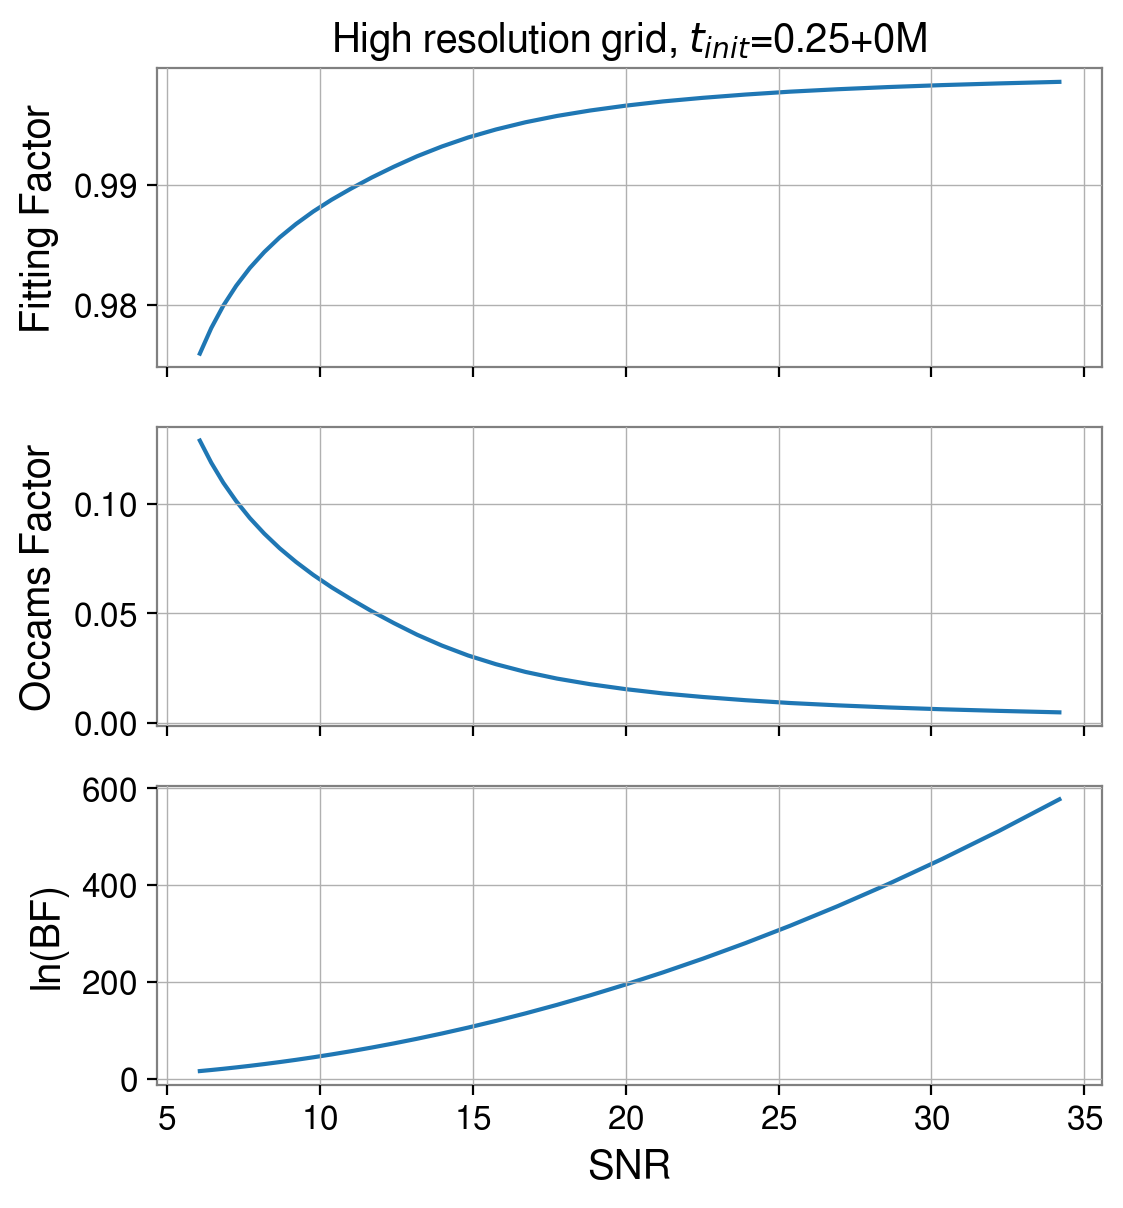 High resolution grid, t_init=0.25+0M
Fitting Factor
0.99
0.98
Occams Factor
0.10
0.05
0.00
ln(BF)
600
400
200
0
5 10 15 20 25 30 35
SNR